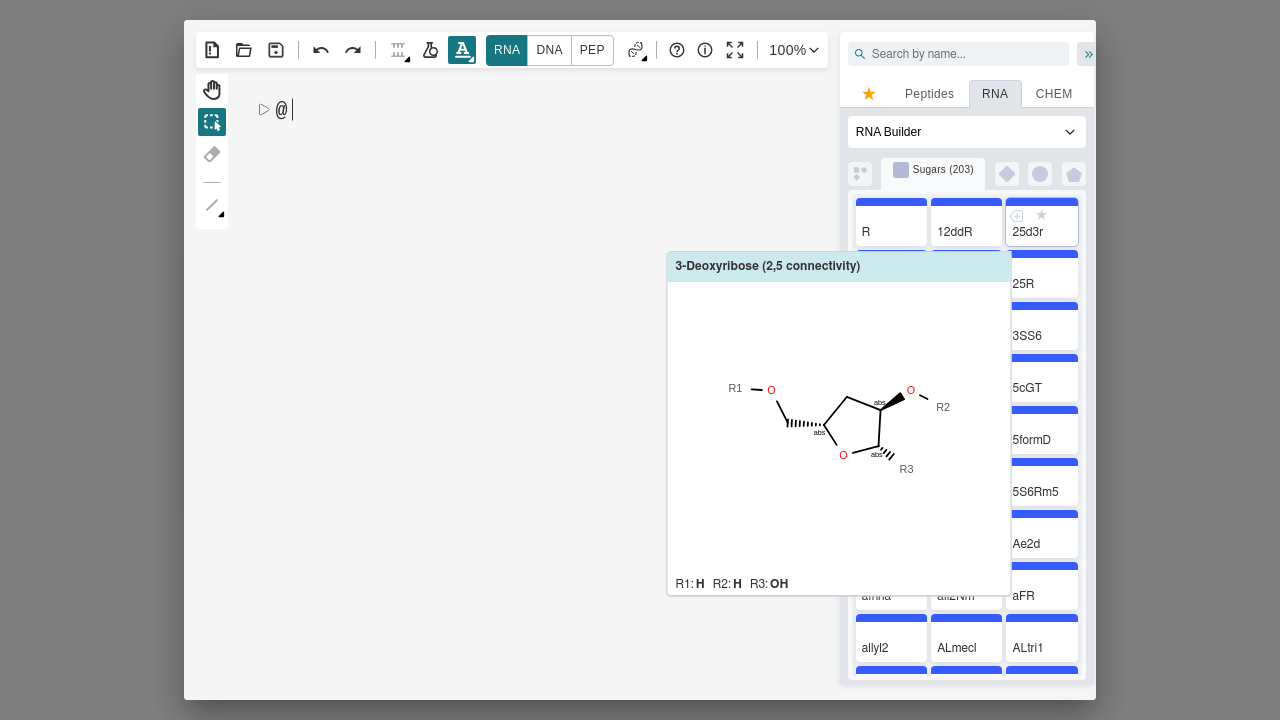 RNA DNA PEP 100%
Search by name...
Peptides RNA CHEM
@
RNA Builder
Sugars (203)
R 12ddR 25d3r
3-Deoxyribose (2,5 connectivity)
25R
3SS6
5cGT
R1 O abs O R2
abs
5formD
O abs R3
5S6Rm5
Ae2d
R1: H R2: H R3: OH
aFR
allyl2 ALmecl ALtri1